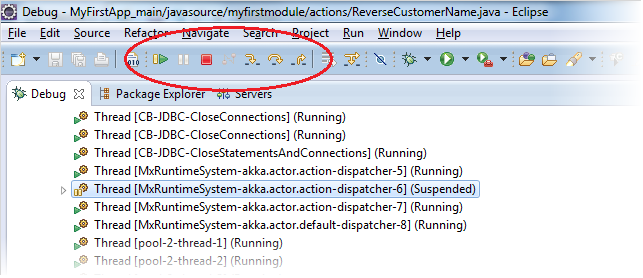 Debug - MyFirstApp_main/javasource/myfirstmodule/actions/ReverseCustomerName.java - Eclipse
File Edit Source Refactor Navigate Search Project Run Window Help
010
Debug Package Explorer Servers
Thread [CB-JDBC-CloseConnections] (Running)
Thread [CB-JDBC-CloseConnections] (Running)
Thread [CB-JDBC-CloseStatementsAndConnections] (Running)
Thread [MxRuntimeSystem-akka.actor.action-dispatcher-5] (Running)
Thread [MxRuntimeSystem-akka.actor.action-dispatcher-6] (Suspended)
Thread [MxRuntimeSystem-akka.actor.action-dispatcher-7] (Running)
Thread [MxRuntimeSystem-akka.actor.default-dispatcher-8] (Running)
Thread [pool-2-thread-1] (Running)
Thread [pool-2-thread-2] (Running)